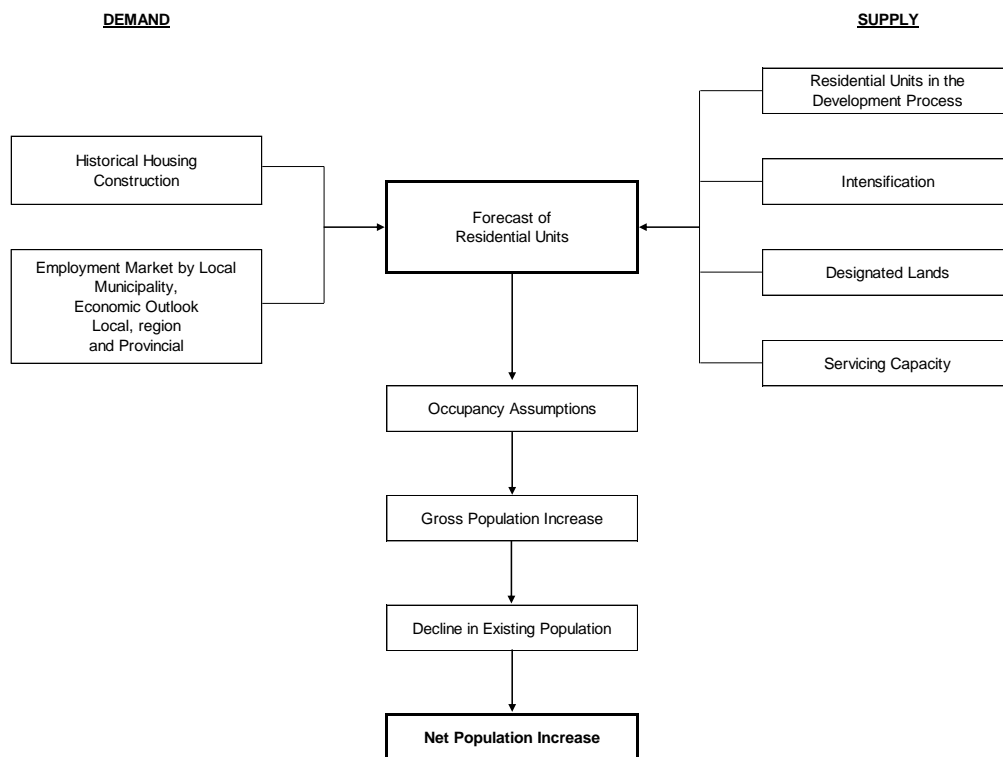 DEMAND
SUPPLY
Residential Units in the
Development Process
Historical Housing
Construction
Intensification
Forecast of
Residential Units
Employment Market by Local
Municipality,
Economic Outlook
Local, region
and Provincial
Designated Lands
Servicing Capacity
Occupancy Assumptions
Gross Population Increase
Decline in Existing Population
Net Population Increase